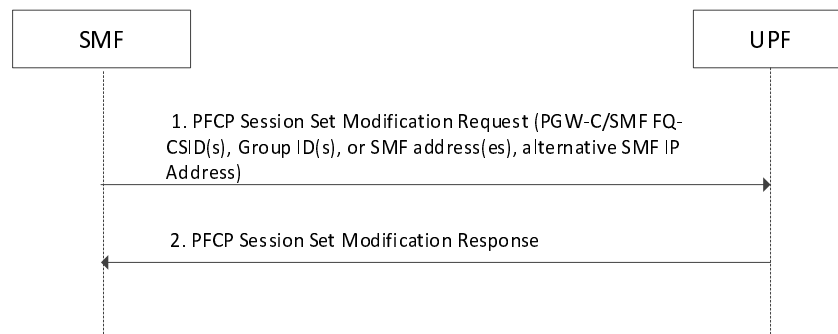 SMF
UPF
1. PFCP Session Set Modification Request (PGW-C/SMF FQ-
CSID(s), Group ID(s), or SMF address(es), alternative SMF IP
Address)
2. PFCP Session Set Modification Response